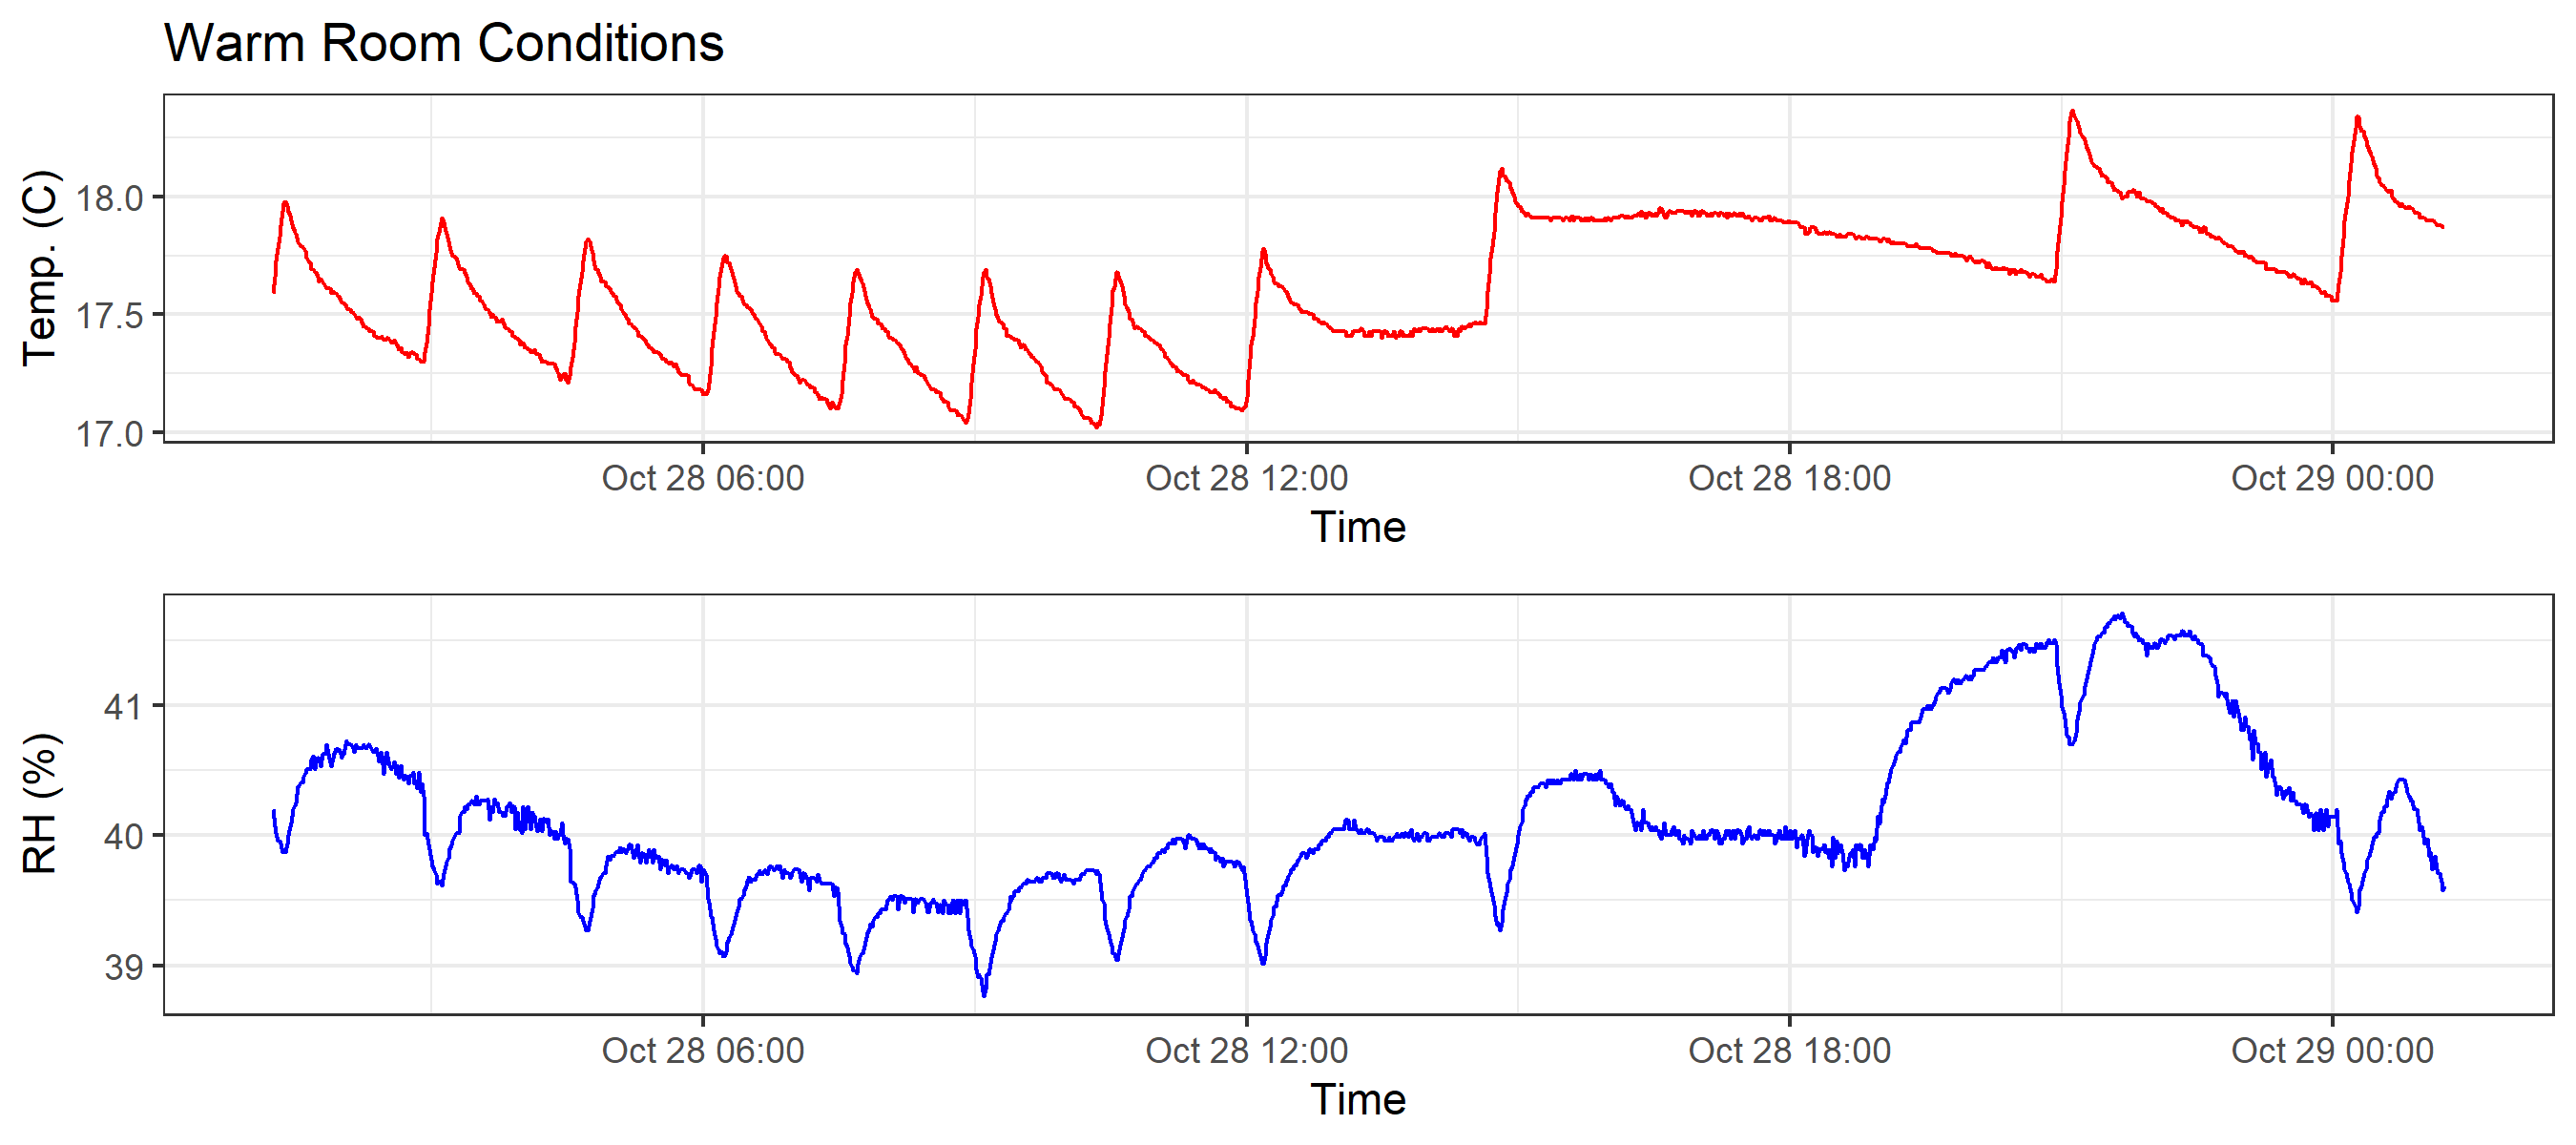 Warm Room Conditions
Temp. (C)
18.0
17.5
17.0
Oct 28 06:00 Oct 28 12:00 Oct 28 18:00 Oct 29 00:00
Time
RH (%)
41
40
39
Oct 28 06:00 Oct 28 12:00 Oct 28 18:00 Oct 29 00:00
Time